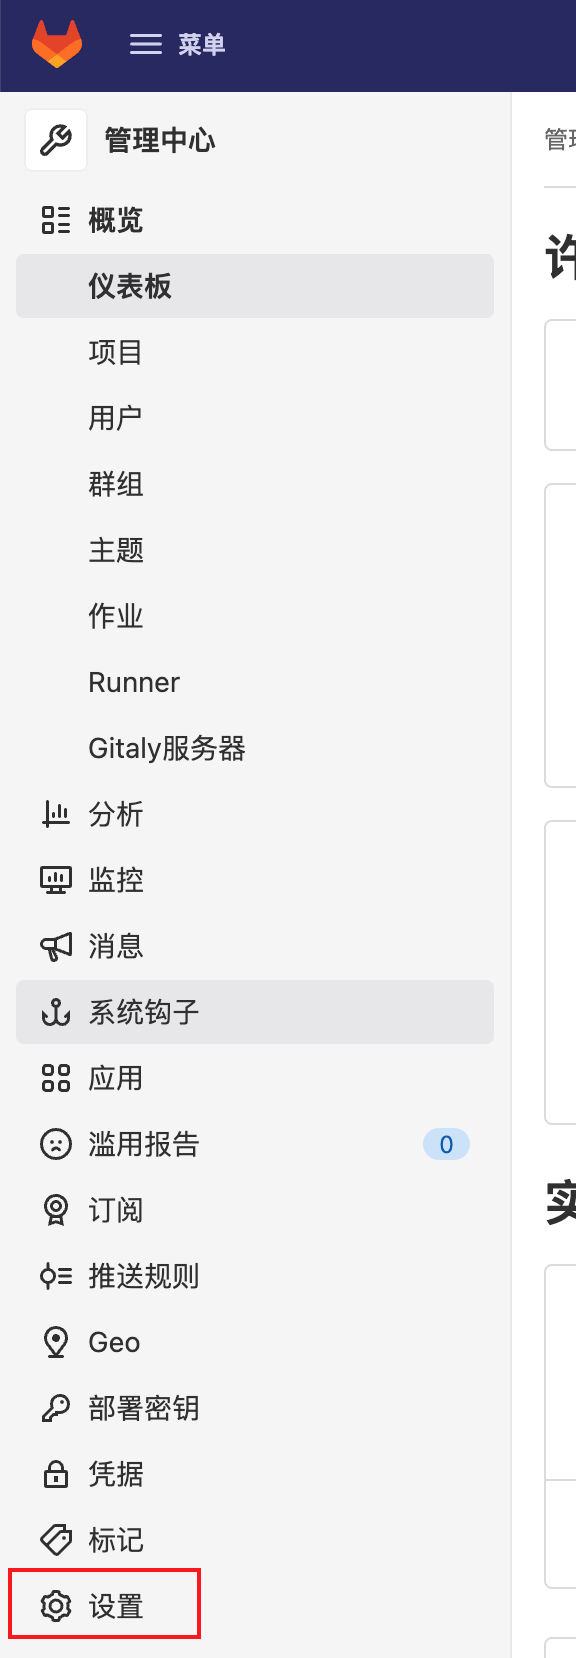 菜单
管理中心
概览
仪表板
项目
用户
群组
主题
作业
Runner
Gitaly服务器
分析
监控
消息
系统钩子
应用
滥用报告 0
订阅
推送规则
Geo
部署密钥
凭据
标记
设置
管
许
实